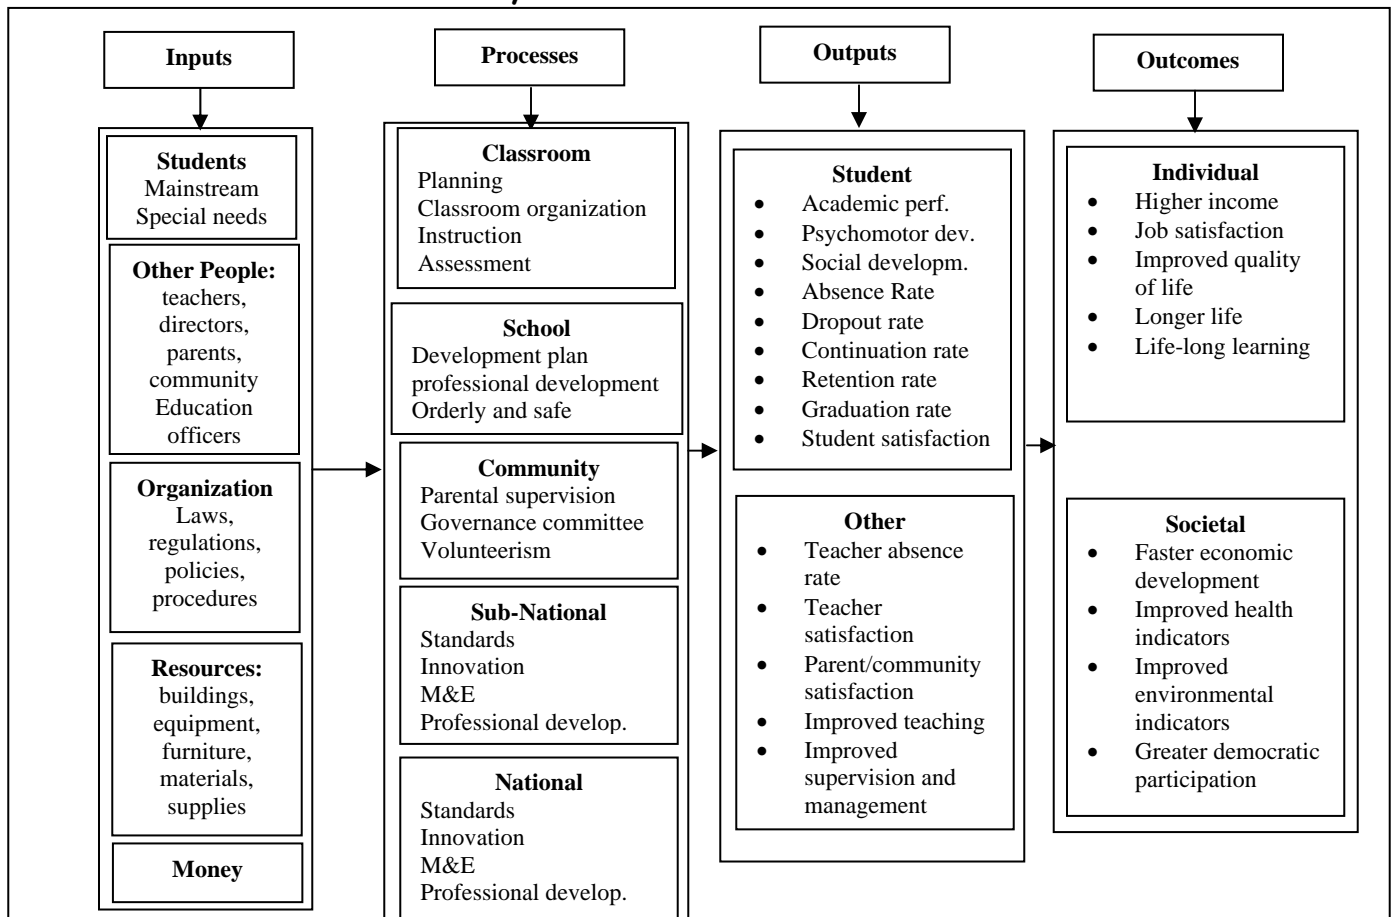 Inputs
Students
Mainstream
Special needs
Other People:
teachers,
directors,
parents,
community
Education
officers
Organization
Laws,
regulations,
policies,
procedures
Resources:
buildings,
equipment,
furniture,
materials,
supplies
Money
Processes
Classroom
Planning
Classroom organization
Instruction
Assessment
School
Development plan
professional development
Orderly and safe
Community
Parental supervision
Governance committee
Volunteerism
Sub-National
Standards
Innovation
M&E
Professional develop.
National
Standards
Innovation
M&E
Professional develop.
Outputs
Student
• Academic perf.
• Psychomotor dev.
• Social developm.
• Absence Rate
• Dropout rate
• Continuation rate
• Retention rate
• Graduation rate
• Student satisfaction
Other
• Teacher absence
rate
• Teacher
satisfaction
• Parent/community
satisfaction
• Improved teaching
• Improved
supervision and
management
Outcomes
Individual
• Higher income
• Job satisfaction
• Improved quality
of life
• Longer life
• Life-long learning
Societal
• Faster economic
development
• Improved health
indicators
• Improved
environmental
indicators
• Greater democratic
participation